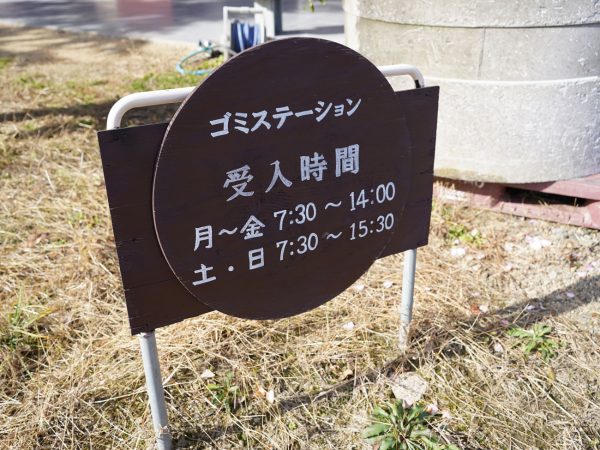 ゴミステーション
受入時間
月~金 7:30 ~ 14:00
土・日 7:30 ~ 15:30